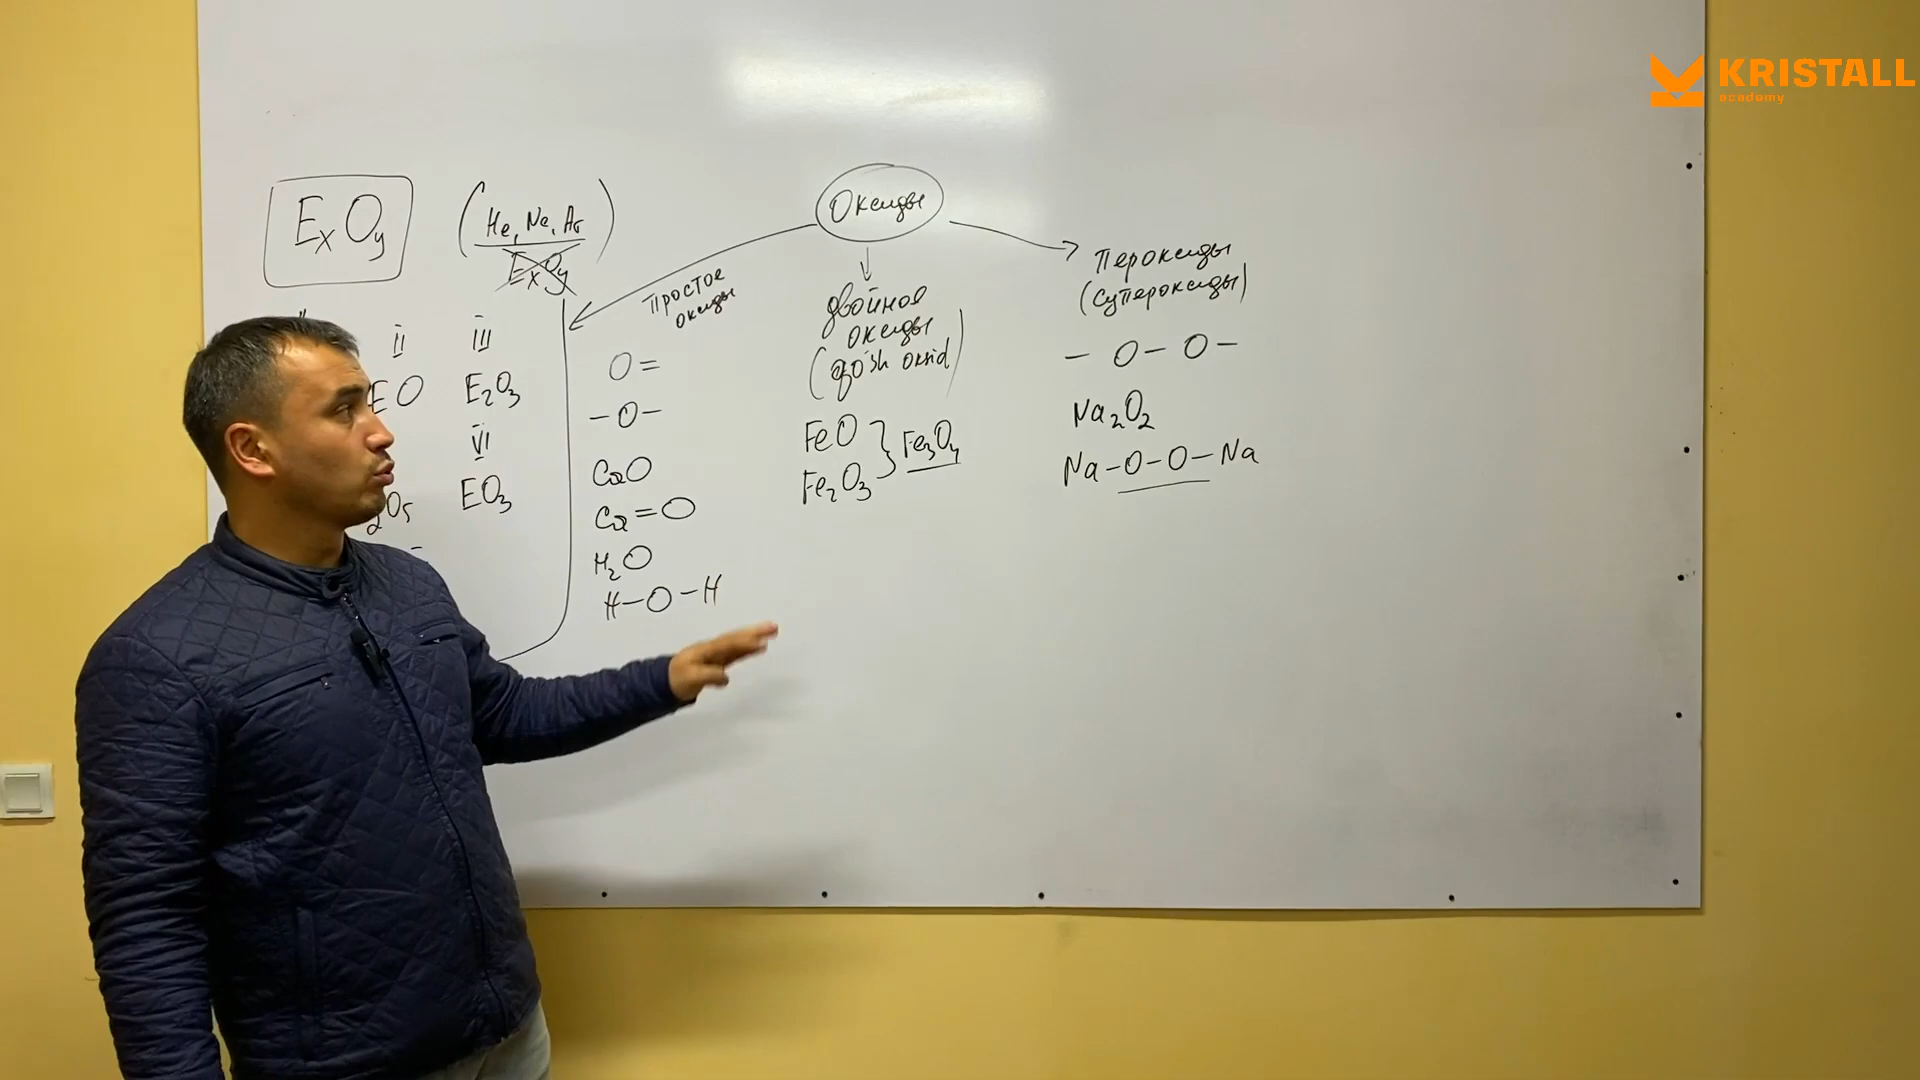 KRISTALL
academy
ExOy
(He, Ne, Ar)
ExOy
II III
EO E₂O₃
VI
₂O₅ EO₃
Оксиды
Простое
оксиды
O=
–O–
CaO
Ca=O
H₂O
H–O–H
двойное
оксиды
(qo'sh oksid)
FeO } Fe₃O₄
Fe₂O₃
Пероксиды
(супероксиды)
– O – O –
Na₂O₂
Na–O–O–Na